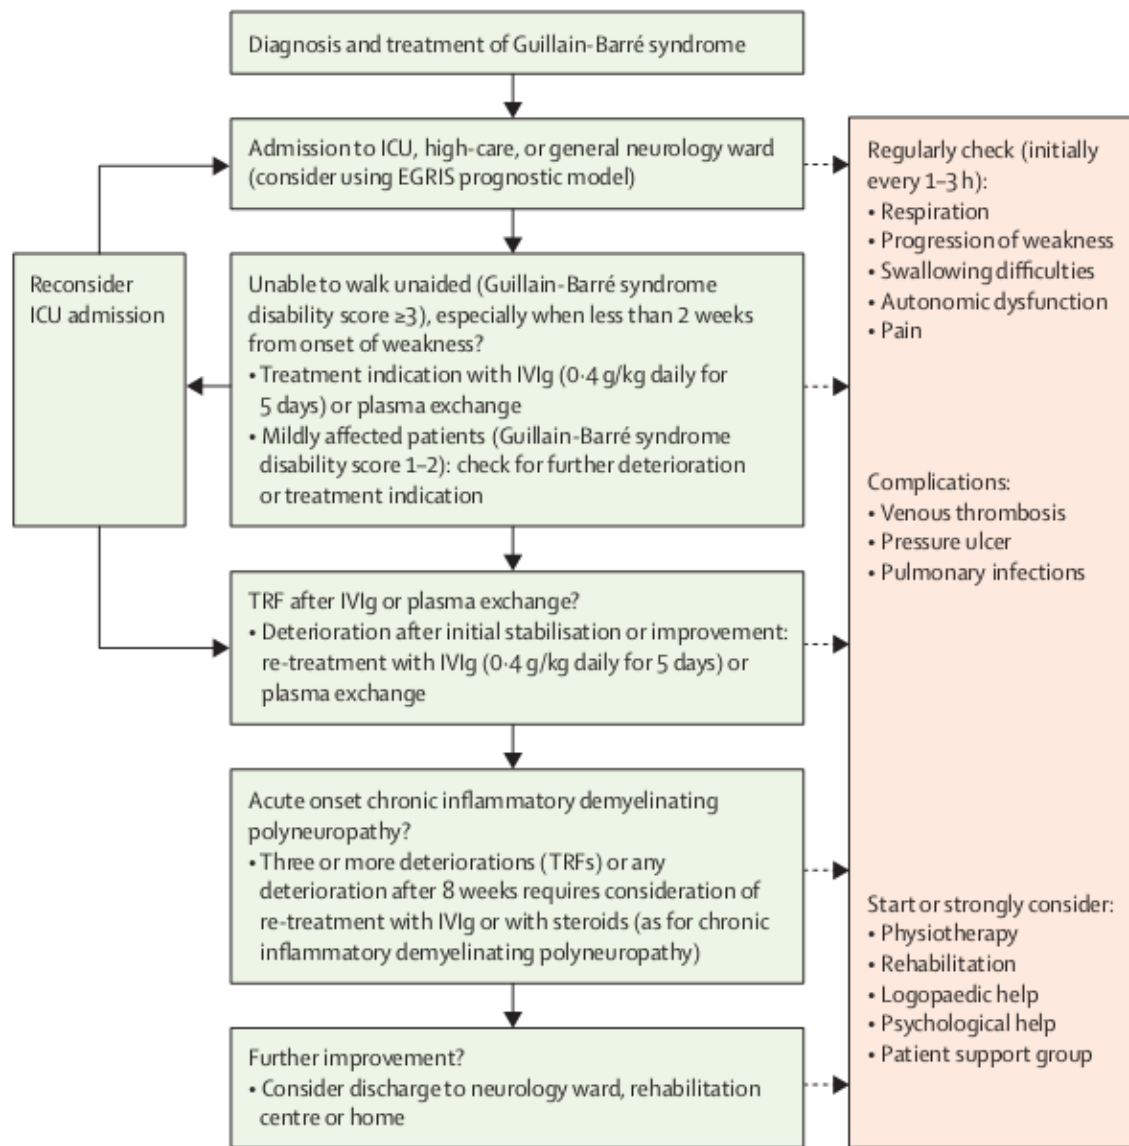 Diagnosis and treatment of Guillain-Barré syndrome
Admission to ICU, high-care, or general neurology ward
(consider using EGRIS prognostic model)
Reconsider
ICU admission
Unable to walk unaided (Guillain-Barré syndrome
disability score ≥3), especially when less than 2 weeks
from onset of weakness?
• Treatment indication with IVIg (0·4 g/kg daily for
5 days) or plasma exchange
• Mildly affected patients (Guillain-Barré syndrome
disability score 1–2): check for further deterioration
or treatment indication
TRF after IVIg or plasma exchange?
• Deterioration after initial stabilisation or improvement:
re-treatment with IVIg (0·4 g/kg daily for 5 days) or
plasma exchange
Acute onset chronic inflammatory demyelinating
polyneuropathy?
• Three or more deteriorations (TRFs) or any
deterioration after 8 weeks requires consideration of
re-treatment with IVIg or with steroids (as for chronic
inflammatory demyelinating polyneuropathy)
Further improvement?
• Consider discharge to neurology ward, rehabilitation
centre or home
Regularly check (initially
every 1–3 h):
• Respiration
• Progression of weakness
• Swallowing difficulties
• Autonomic dysfunction
• Pain
Complications:
• Venous thrombosis
• Pressure ulcer
• Pulmonary infections
Start or strongly consider:
• Physiotherapy
• Rehabilitation
• Logopaedic help
• Psychological help
• Patient support group